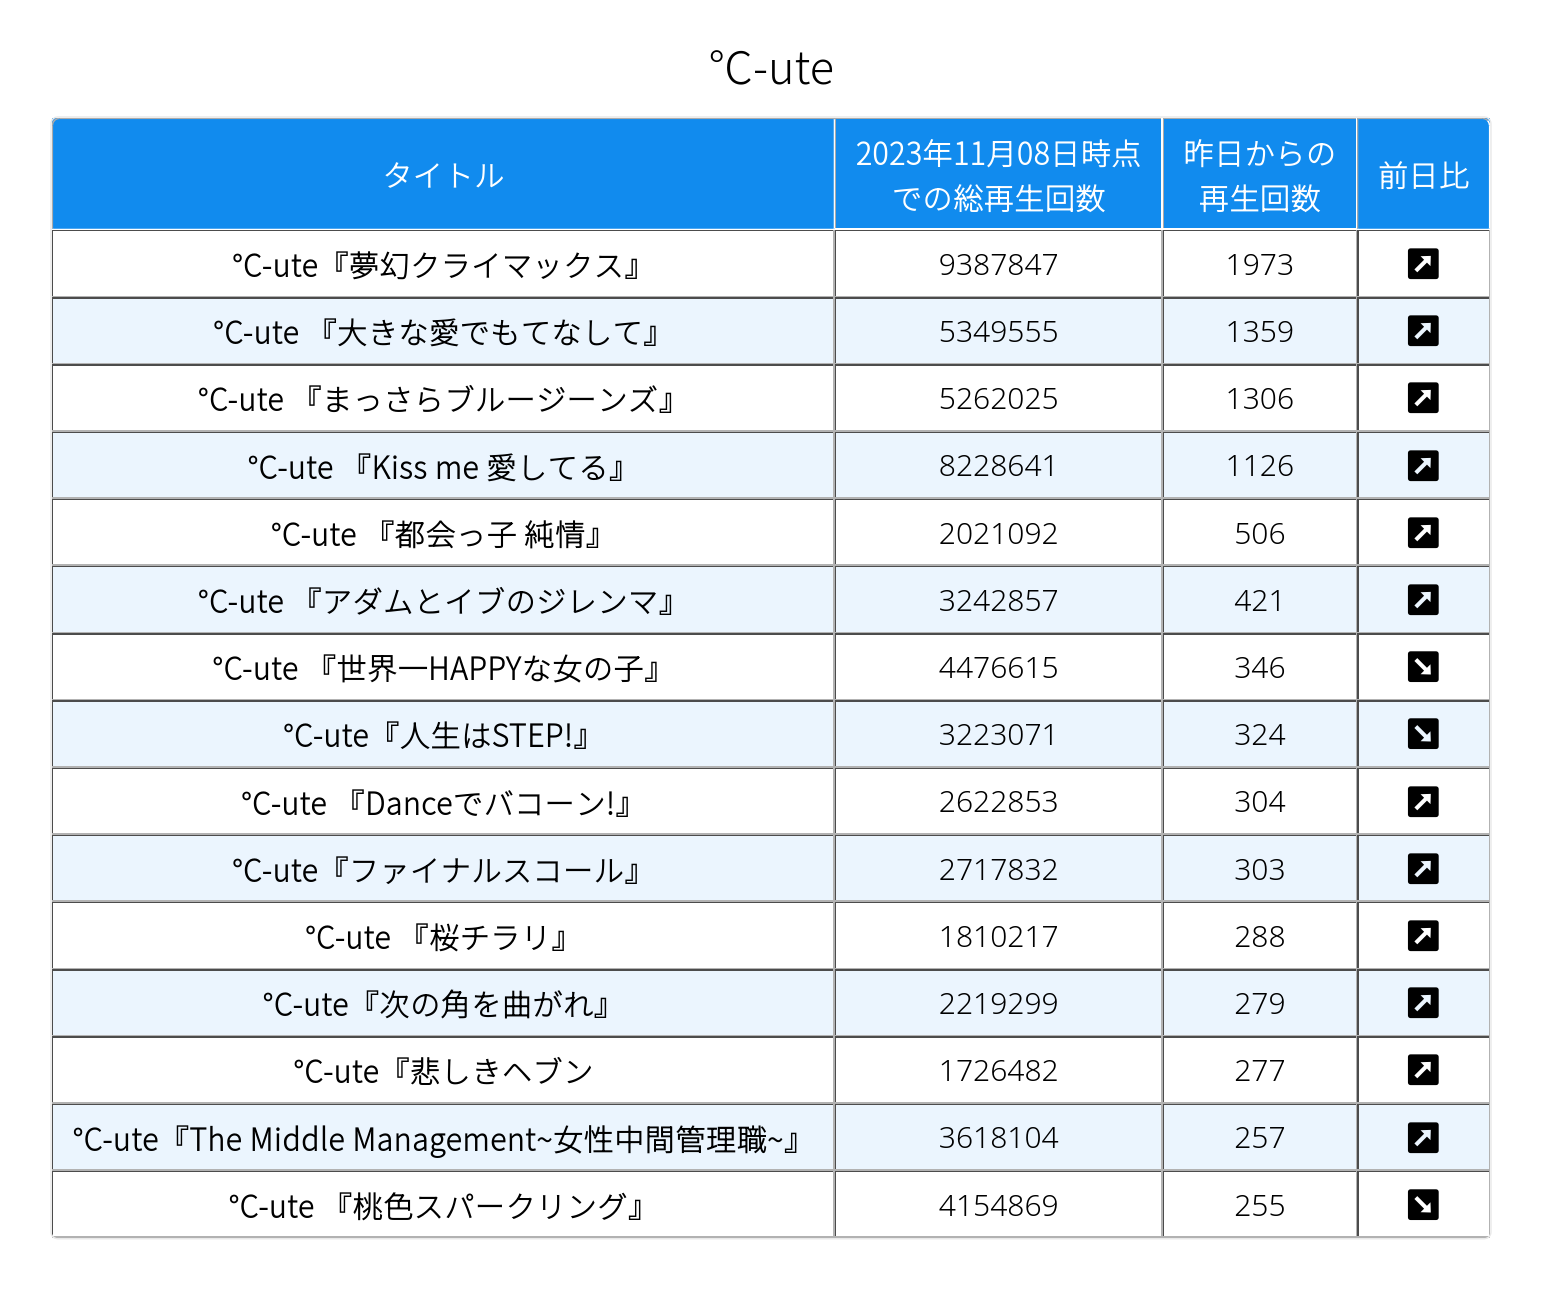 ℃-ute
タイトル
2023年11月08日時点
での総再生回数
昨日からの
再生回数
前日比
℃-ute『夢幻クライマックス』 9387847 1973
℃-ute 『大きな愛でもてなして』 5349555 1359
℃-ute 『まっさらブルージーンズ』 5262025 1306
℃-ute 『Kiss me 愛してる』 8228641 1126
℃-ute 『都会っ子 純情』 2021092 506
℃-ute 『アダムとイブのジレンマ』 3242857 421
℃-ute 『世界一HAPPYな女の子』 4476615 346
℃-ute『人生はSTEP!』 3223071 324
℃-ute 『Danceでバコーン!』 2622853 304
℃-ute『ファイナルスコール』 2717832 303
℃-ute 『桜チラリ』 1810217 288
℃-ute『次の角を曲がれ』 2219299 279
℃-ute『悲しきヘブン 1726482 277
℃-ute『The Middle Management~女性中間管理職~』 3618104 257
℃-ute 『桃色スパークリング』 4154869 255